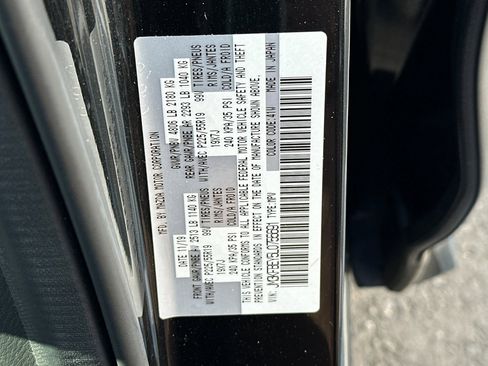 MFD. BY MAZDA MOTOR CORPORATION
DATE: 11/19 GVWR/PNBV 4806 LB 2180 KG
FRONT GAWR/PNBE AV 2513 LB 1140 KG REAR GAWR/PNBE AR 2293 LB 1040 KG
WITH/AVEC P225/55R19 99V TIRES/PNEUS WITH/AVEC P225/55R19 99V TIRES/PNEUS
19X7J RIMS/JANTES 19X7J RIMS/JANTES
240 KPA/35 PSI COLD/A FROID 240 KPA/35 PSI COLD/A FROID
THIS VEHICLE CONFORMS TO ALL APPLICABLE FEDERAL MOTOR VEHICLE SAFETY AND THEFT
PREVENTION STANDARDS IN EFFECT ON THE DATE OF MANUFACTURE SHOWN ABOVE.
TYPE:MPV COLOR CODE:41W MADE IN JAPAN